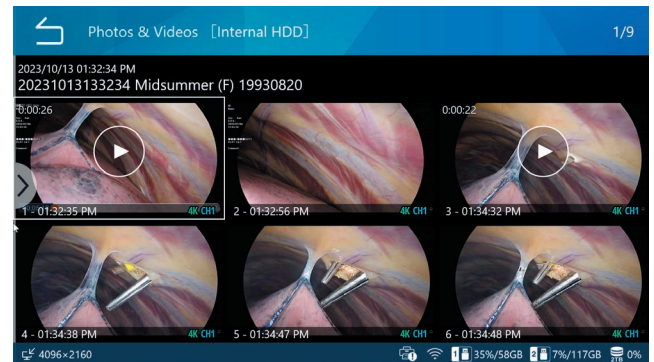 Photos & Videos [Internal HDD] 1/9
2023/10/13 01:32:34 PM
20231013133234 Midsummer (F) 19930820
0:00:26
0:00:22
1 - 01:32:35 PM 4K CH1
2 - 01:32:56 PM 4K CH1
3 - 01:34:32 PM 4K CH1
4 - 01:34:38 PM 4K CH1
5 - 01:34:47 PM 4K CH1
6 - 01:34:48 PM 4K CH1
4096×2160 1 35%/58GB 2 7%/117GB 2TB 0%